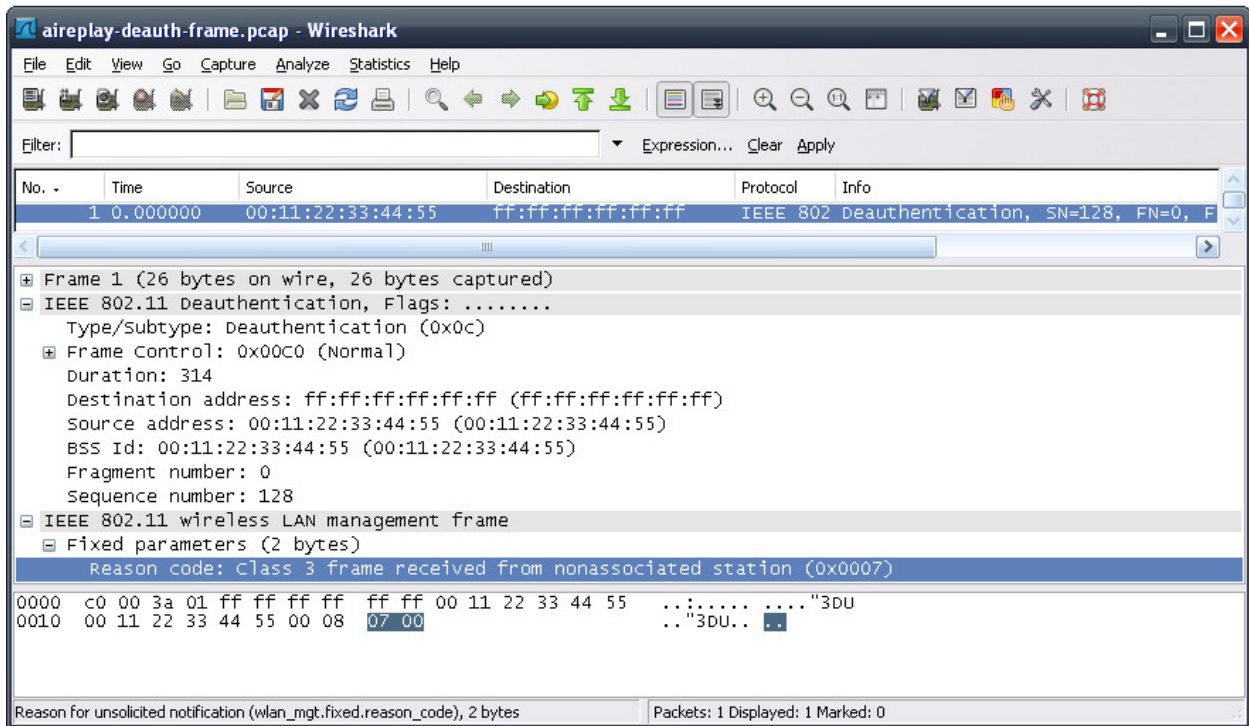 aireplay-deauth-frame.pcap - Wireshark
File Edit View Go Capture Analyze Statistics Help
Filter: Expression... Clear Apply
No. Time Source Destination Protocol Info
1 0.000000 00:11:22:33:44:55 ff:ff:ff:ff:ff:ff IEEE 802 Deauthentication, SN=128, FN=0, F
Frame 1 (26 bytes on wire, 26 bytes captured)
IEEE 802.11 Deauthentication, Flags: ........
Type/Subtype: Deauthentication (0x0c)
Frame Control: 0x00C0 (Normal)
Duration: 314
Destination address: ff:ff:ff:ff:ff:ff (ff:ff:ff:ff:ff:ff)
Source address: 00:11:22:33:44:55 (00:11:22:33:44:55)
BSS Id: 00:11:22:33:44:55 (00:11:22:33:44:55)
Fragment number: 0
Sequence number: 128
IEEE 802.11 wireless LAN management frame
Fixed parameters (2 bytes)
Reason code: Class 3 frame received from nonassociated station (0x0007)
0000 c0 00 3a 01 ff ff ff ff ff ff 00 11 22 33 44 55 ..:..... ...."3DU
0010 00 11 22 33 44 55 00 08 07 00 .."3DU.. ..
Reason for unsolicited notification (wlan_mgt.fixed.reason_code), 2 bytes Packets: 1 Displayed: 1 Marked: 0